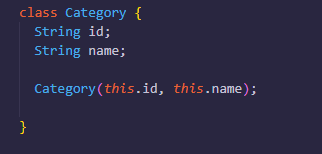 class Category {
  String id;
  String name;

  Category(this.id, this.name);

}